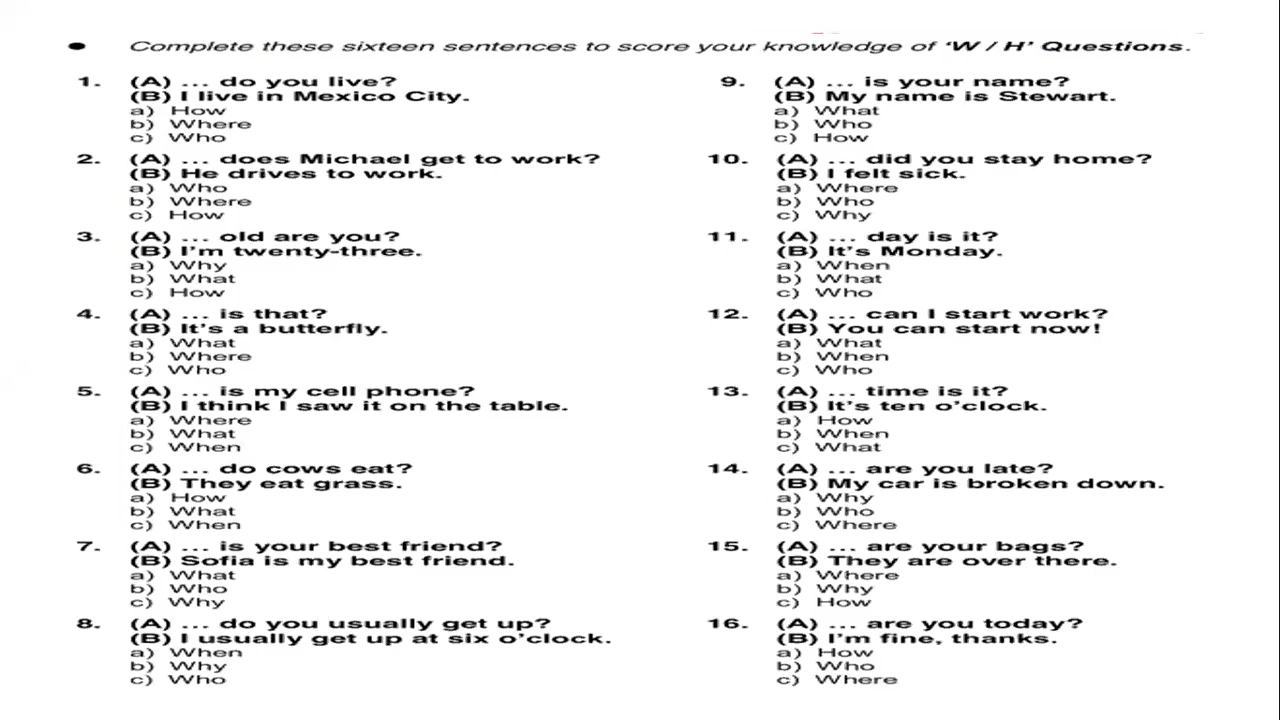 • Complete these sixteen sentences to score your knowledge of ‘W / H’ Questions.
1. (A) ... do you live?
(B) I live in Mexico City.
a) How
b) Where
c) Who
2. (A) ... does Michael get to work?
(B) He drives to work.
a) Who
b) Where
c) How
3. (A) ... old are you?
(B) I’m twenty-three.
a) Why
b) What
c) How
4. (A) ... is that?
(B) It’s a butterfly.
a) What
b) Where
c) Who
5. (A) ... is my cell phone?
(B) I think I saw it on the table.
a) Where
b) What
c) When
6. (A) ... do cows eat?
(B) They eat grass.
a) How
b) What
c) When
7. (A) ... is your best friend?
(B) Sofia is my best friend.
a) What
b) Who
c) Why
8. (A) ... do you usually get up?
(B) I usually get up at six o’clock.
a) When
b) Why
c) Who
9. (A) ... is your name?
(B) My name is Stewart.
a) What
b) Who
c) How
10. (A) ... did you stay home?
(B) I felt sick.
a) Where
b) Who
c) Why
11. (A) ... day is it?
(B) It’s Monday.
a) When
b) What
c) Who
12. (A) ... can I start work?
(B) You can start now!
a) What
b) When
c) Who
13. (A) ... time is it?
(B) It’s ten o’clock.
a) How
b) When
c) What
14. (A) ... are you late?
(B) My car is broken down.
a) Why
b) Who
c) Where
15. (A) ... are your bags?
(B) They are over there.
a) Where
b) Why
c) How
16. (A) ... are you today?
(B) I’m fine, thanks.
a) How
b) Who
c) Where